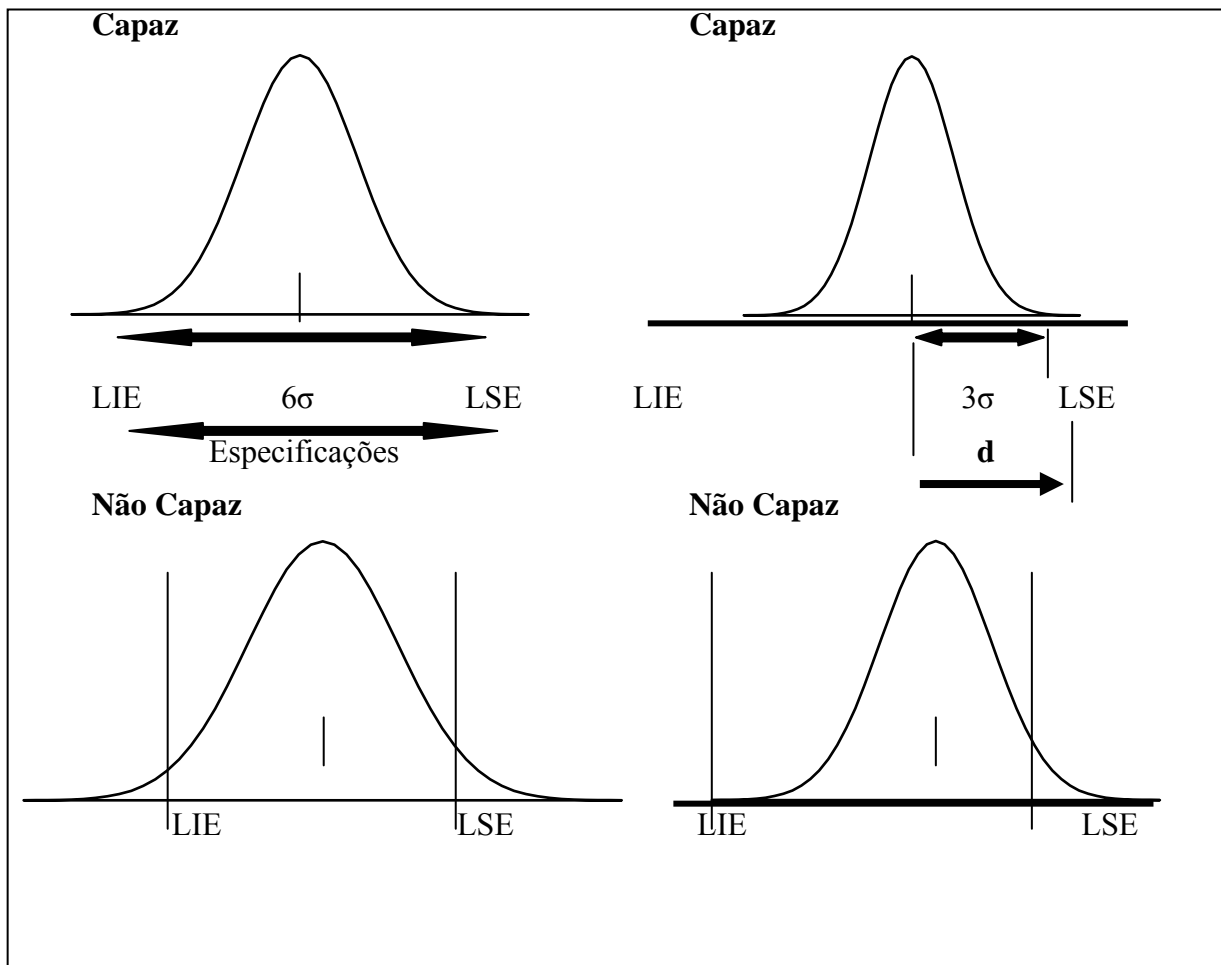 Capaz
Capaz
LIE 6σ LSE
Especificações
LIE 3σ LSE
d
Não Capaz
Não Capaz
LIE LSE
LIE LSE